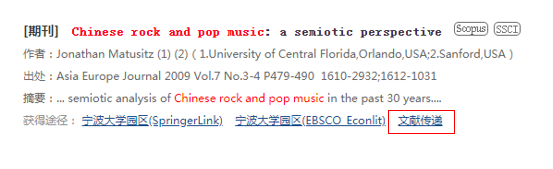 [期刊] Chinese rock and pop music: a semiotic perspective Scopus SSCI
作者：Jonathan Matusitz (1) (2) ( 1.University of Central Florida,Orlando,USA;2.Sanford,USA )
出处：Asia Europe Journal 2009 Vol.7 No.3-4 P479-490 1610-2932;1612-1031
摘要：... semiotic analysis of Chinese rock and pop music in the past 30 years....
获得途径： 宁波大学园区(SpringerLink) 宁波大学园区(EBSCO_Econlit) 文献传递